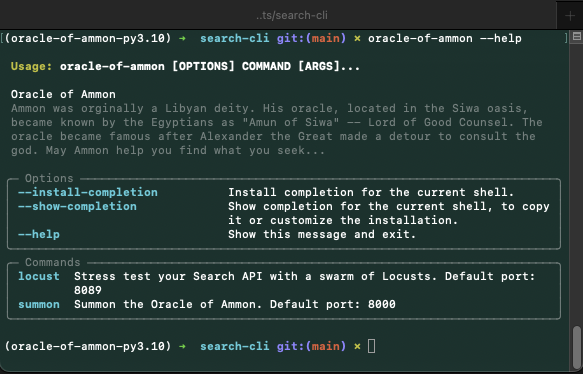 ..ts/search-cli
(oracle-of-ammon-py3.10) → search-cli git:(main) × oracle-of-ammon --help
Usage: oracle-of-ammon [OPTIONS] COMMAND [ARGS]...
Oracle of Ammon
Ammon was orginally a Libyan deity. His oracle, located in the Siwa oasis,
became known by the Egyptians as "Amun of Siwa" -- Lord of Good Counsel. The
oracle became famous after Alexander the Great made a detour to consult the
god. May Ammon help you find what you seek...
Options
--install-completion Install completion for the current shell.
--show-completion Show completion for the current shell, to copy
it or customize the installation.
--help Show this message and exit.
Commands
locust Stress test your Search API with a swarm of Locusts. Default port:
8089
summon Summon the Oracle of Ammon. Default port: 8000
(oracle-of-ammon-py3.10) → search-cli git:(main) ×